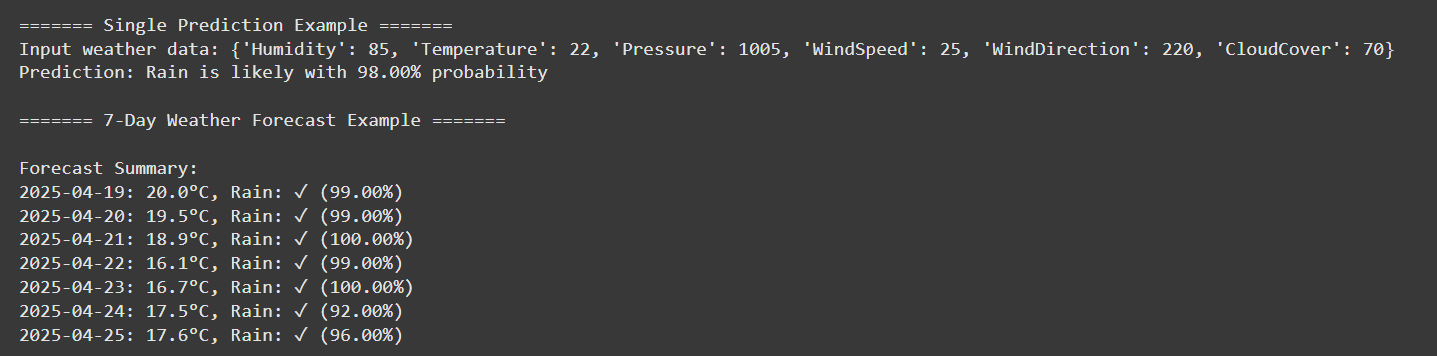 ======= Single Prediction Example =======
Input weather data: {'Humidity': 85, 'Temperature': 22, 'Pressure': 1005, 'WindSpeed': 25, 'WindDirection': 220, 'CloudCover': 70}
Prediction: Rain is likely with 98.00% probability
======= 7-Day Weather Forecast Example =======
Forecast Summary:
2025-04-19: 20.0°C, Rain: ✓ (99.00%)
2025-04-20: 19.5°C, Rain: ✓ (99.00%)
2025-04-21: 18.9°C, Rain: ✓ (100.00%)
2025-04-22: 16.1°C, Rain: ✓ (99.00%)
2025-04-23: 16.7°C, Rain: ✓ (100.00%)
2025-04-24: 17.5°C, Rain: ✓ (92.00%)
2025-04-25: 17.6°C, Rain: ✓ (96.00%)